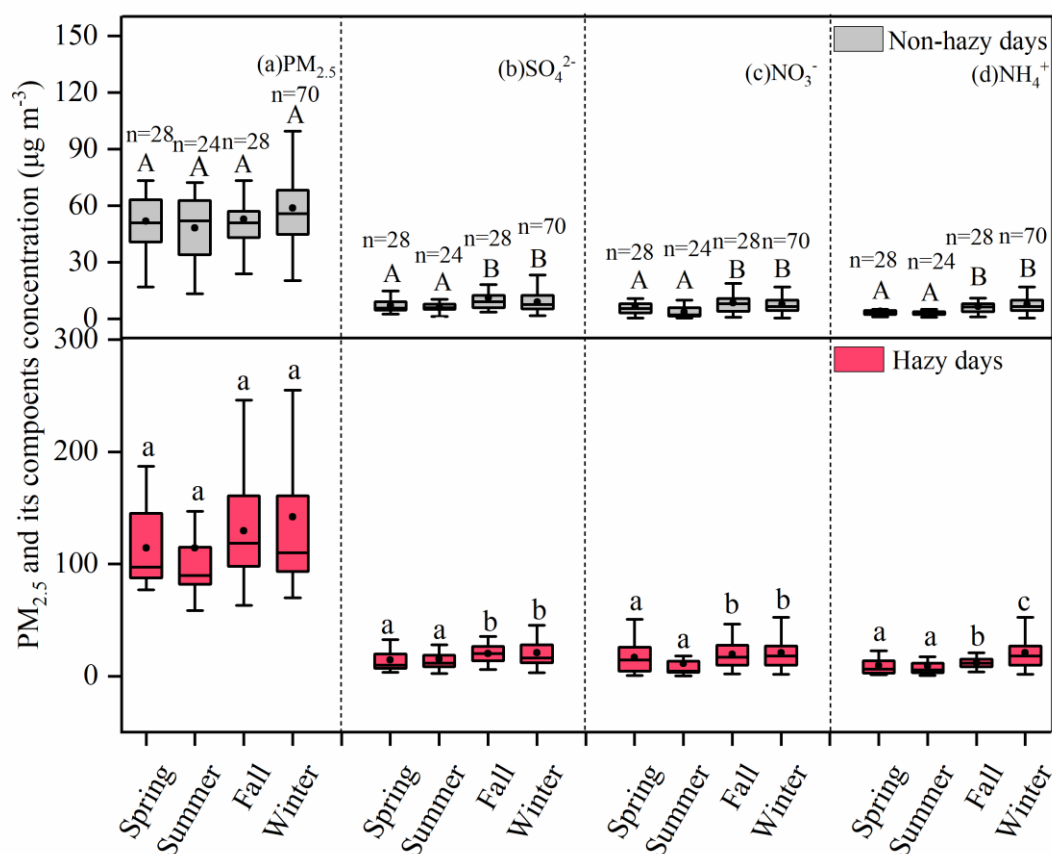 PM2.5 and its compoents concentration (μg m-3)
150
120
90
60
30
0
Non-hazy days
(a)PM2.5
(b)SO4 2-
(c)NO3-
(d)NH4+
n=28
n=24
n=28
n=70
A
A
A
A
n=28
n=24
n=28
n=70
A
A
B
B
n=28
n=24
n=28
n=70
A
A
B
B
n=28
n=24
n=28
n=70
A
A
B
B
300
200
100
0
Hazy days
a
a
a
a
a
a
b
b
a
a
b
b
a
a
b
c
Spring
Summer
Fall
Winter
Spring
Summer
Fall
Winter
Spring
Summer
Fall
Winter
Spring
Summer
Fall
Winter